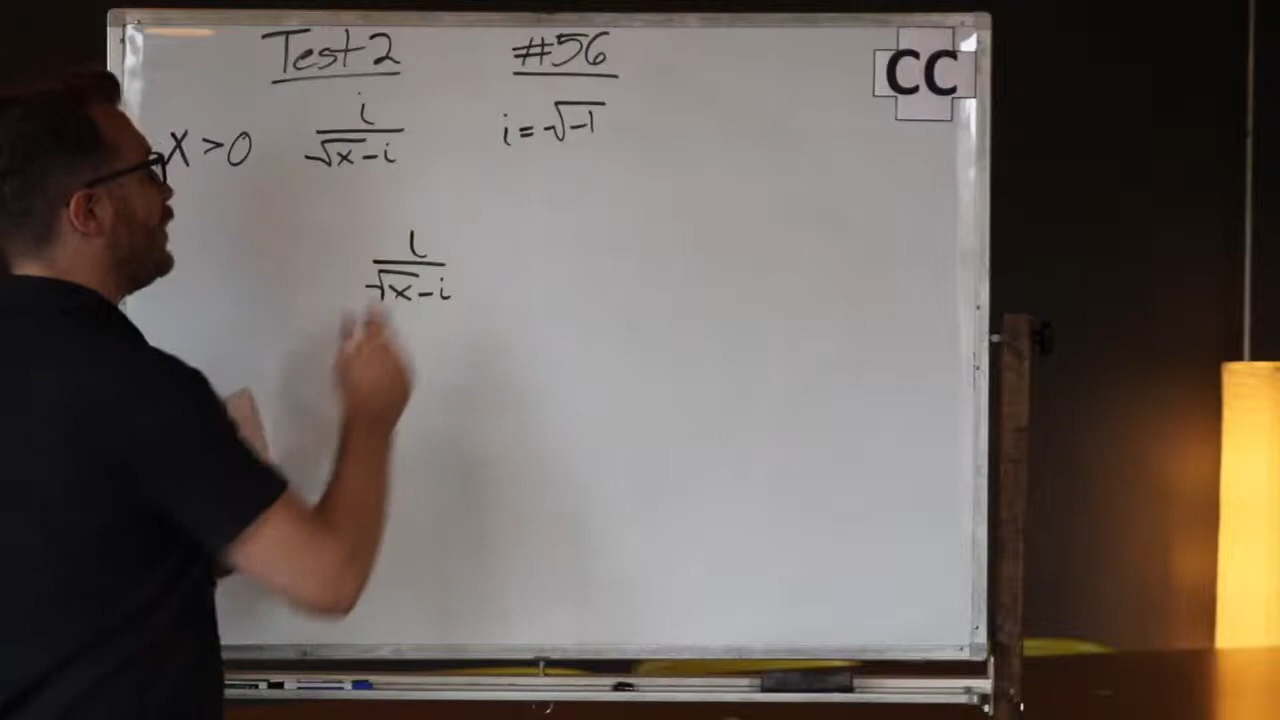 Test 2 #56
CC
x > 0 i/(√x - i) i = √-1
i/(√x - i)